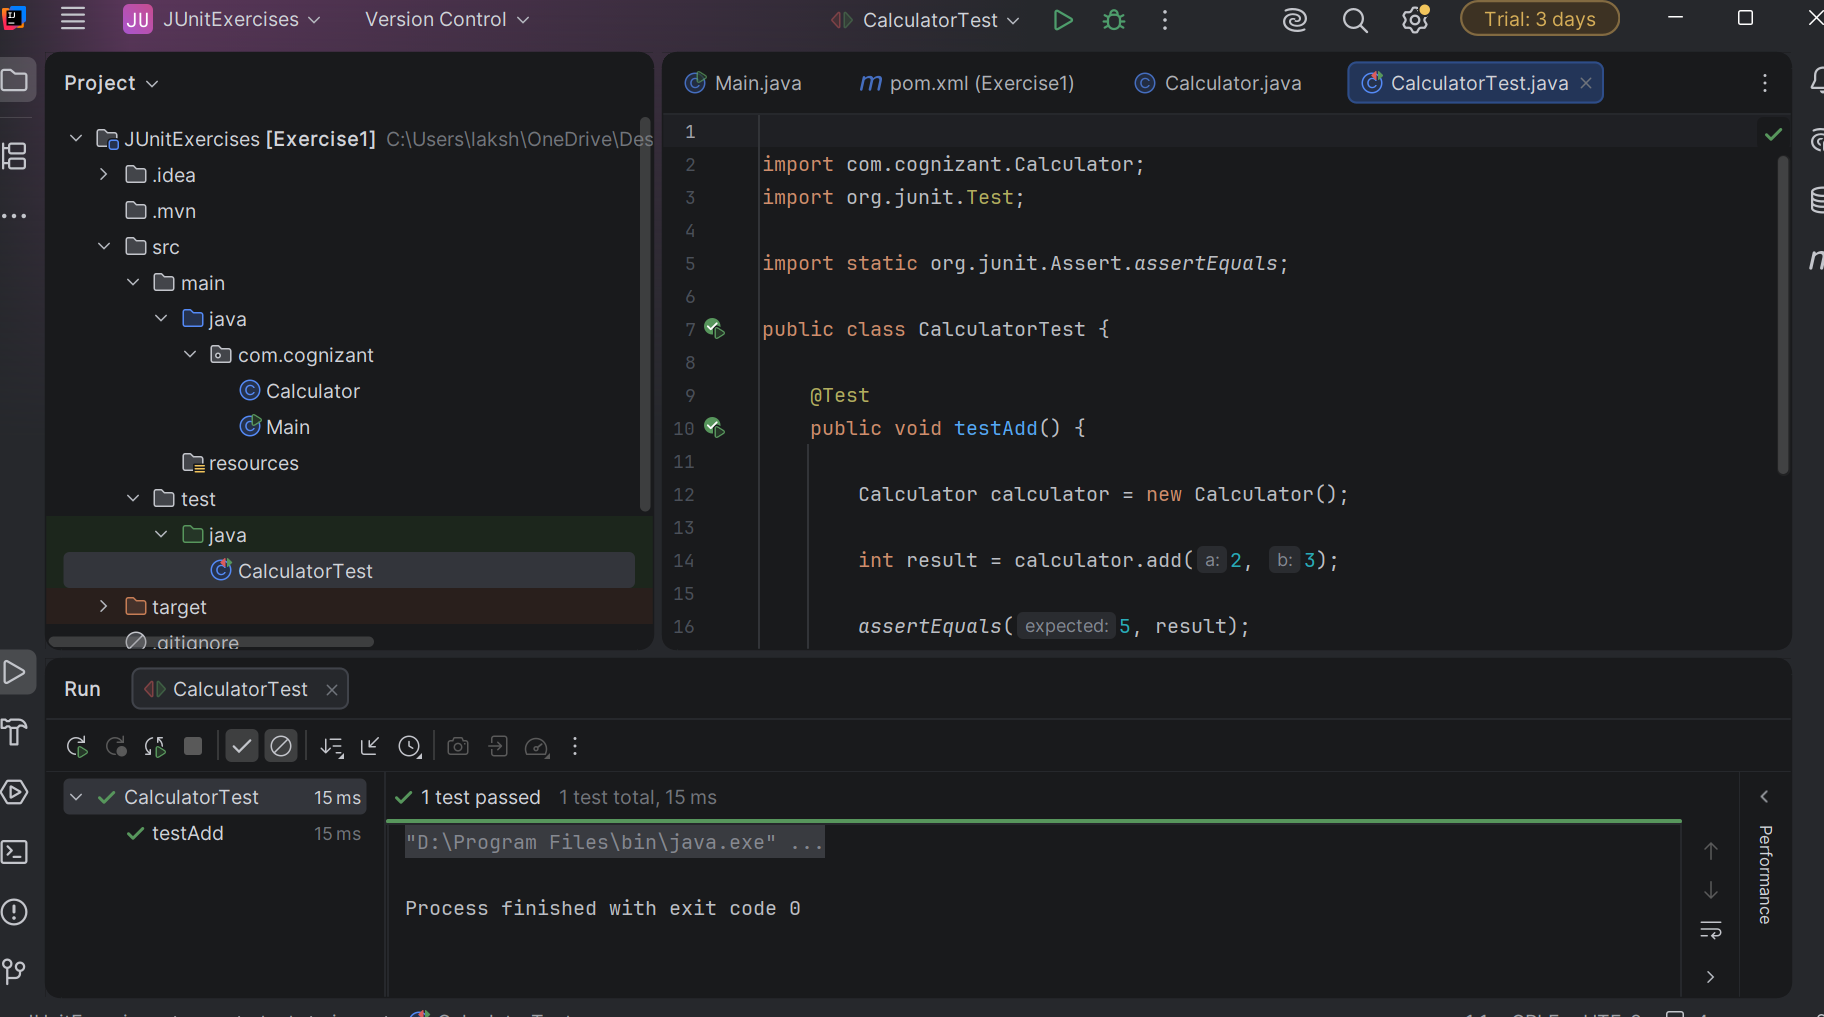 JU JUnitExercises Version Control CalculatorTest Trial: 3 days
Project
JUnitExercises [Exercise1] C:\Users\laksh\OneDrive\Des
.idea
.mvn
src
main
java
com.cognizant
Calculator
Main
resources
test
java
CalculatorTest
target
.gitignore
Main.java m pom.xml (Exercise1) Calculator.java CalculatorTest.java
1
2 import com.cognizant.Calculator;
3 import org.junit.Test;
4
5 import static org.junit.Assert.assertEquals;
6
7 public class CalculatorTest {
8
9 @Test
10 public void testAdd() {
11
12 Calculator calculator = new Calculator();
13
14 int result = calculator.add( a: 2, b: 3);
15
16 assertEquals( expected: 5, result);
Run CalculatorTest
CalculatorTest 15 ms
testAdd 15 ms
1 test passed 1 test total, 15 ms
"D:\Program Files\bin\java.exe" ...
Process finished with exit code 0
Performance